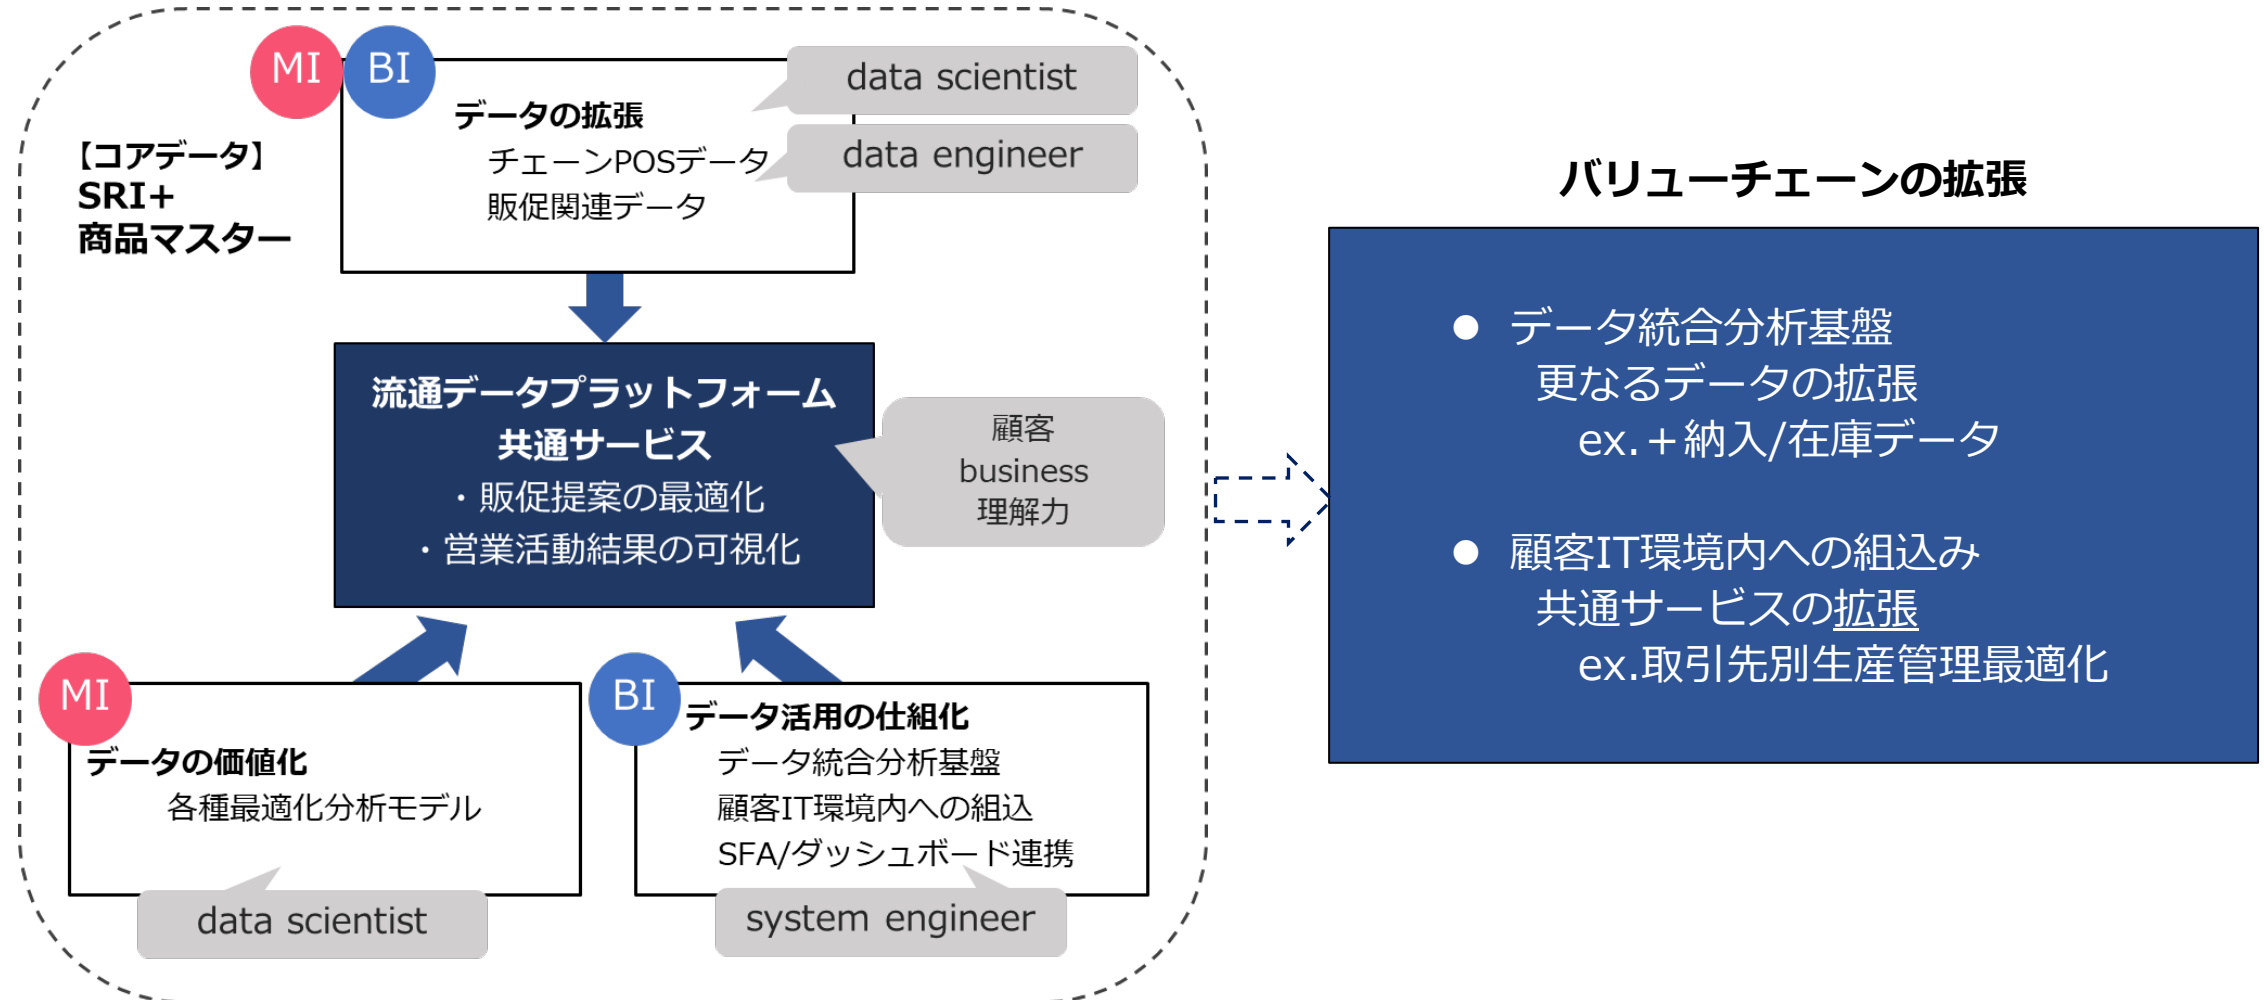 MI
BI
data scientist
データの拡張
data engineer
チェーンPOSデータ
販促関連データ
【コアデータ】
SRI+
商品マスター
流通データプラットフォーム
共通サービス
・販促提案の最適化
・営業活動結果の可視化
顧客
business
理解力
MI
データの価値化
各種最適化分析モデル
data scientist
BI
データ活用の仕組化
データ統合分析基盤
顧客IT環境内への組込
SFA/ダッシュボード連携
system engineer
バリューチェーンの拡張
● データ統合分析基盤
更なるデータの拡張
ex.＋納入/在庫データ
● 顧客IT環境内への組込み
共通サービスの拡張
ex.取引先別生産管理最適化